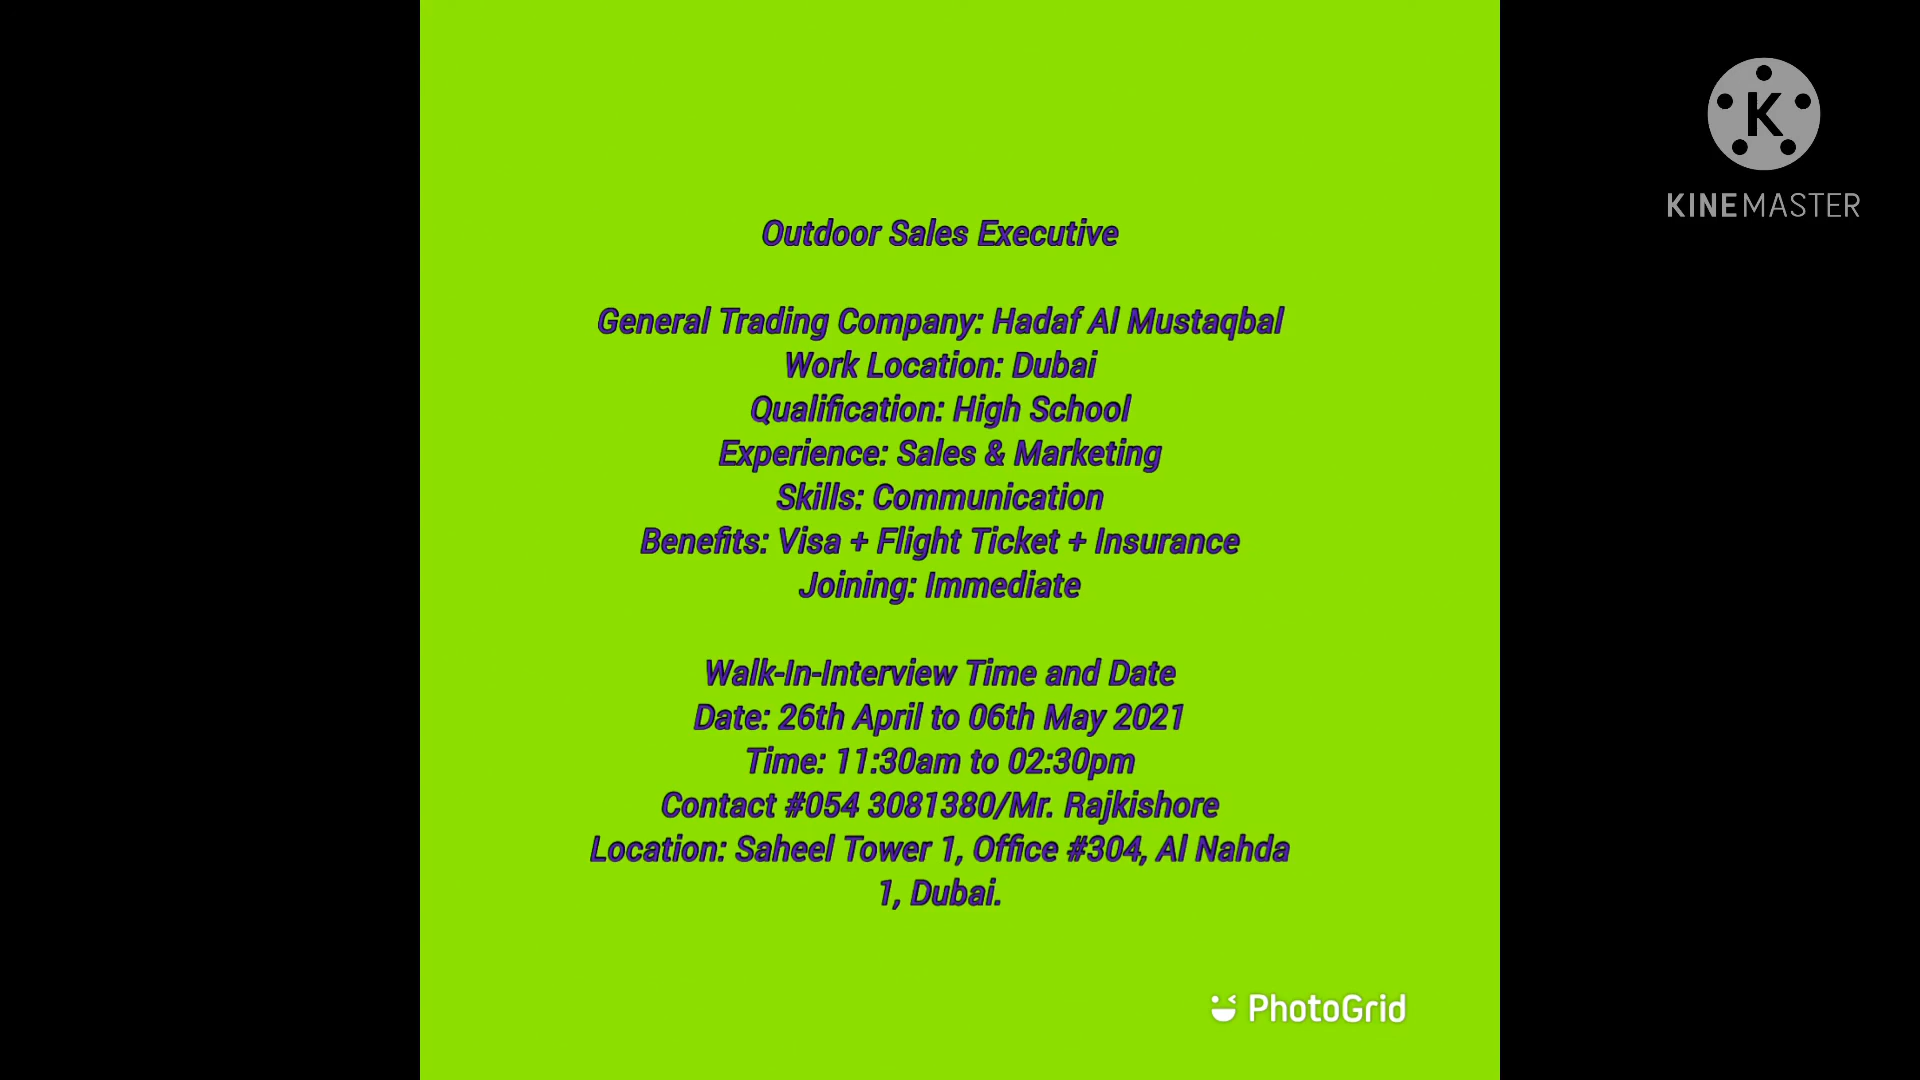 K
KINEMASTER
Outdoor Sales Executive
General Trading Company: Hadaf Al Mustaqbal
Work Location: Dubai
Qualification: High School
Experience: Sales & Marketing
Skills: Communication
Benefits: Visa + Flight Ticket + Insurance
Joining: Immediate
Walk-In-Interview Time and Date
Date: 26th April to 06th May 2021
Time: 11:30am to 02:30pm
Contact #054 3081380/Mr. Rajkishore
Location: Saheel Tower 1, Office #304, Al Nahda
1, Dubai.
PhotoGrid